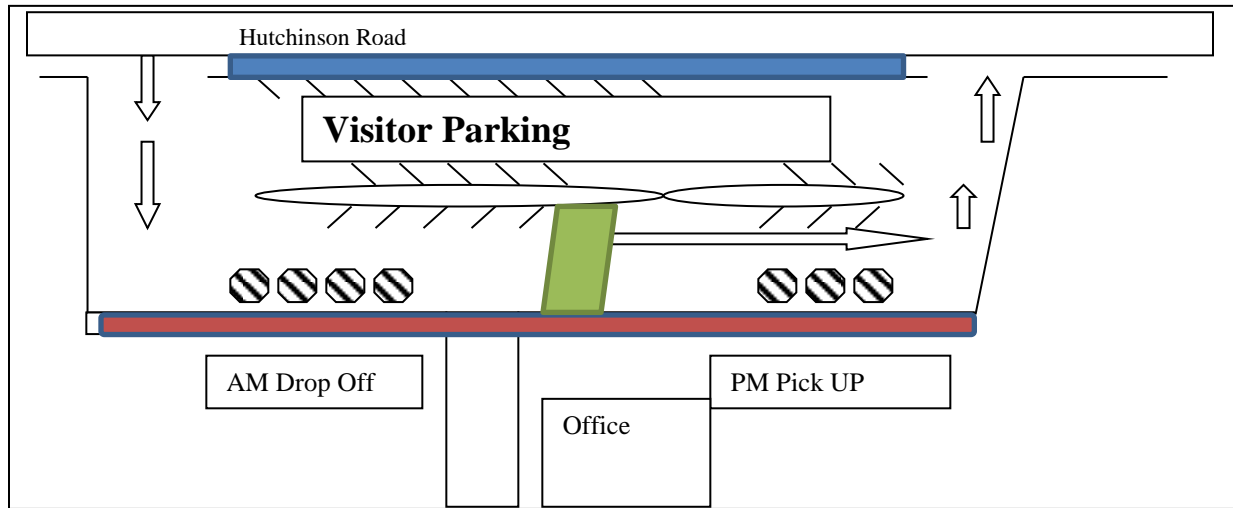 Hutchinson Road
Visitor Parking
AM Drop Off
PM Pick UP
Office